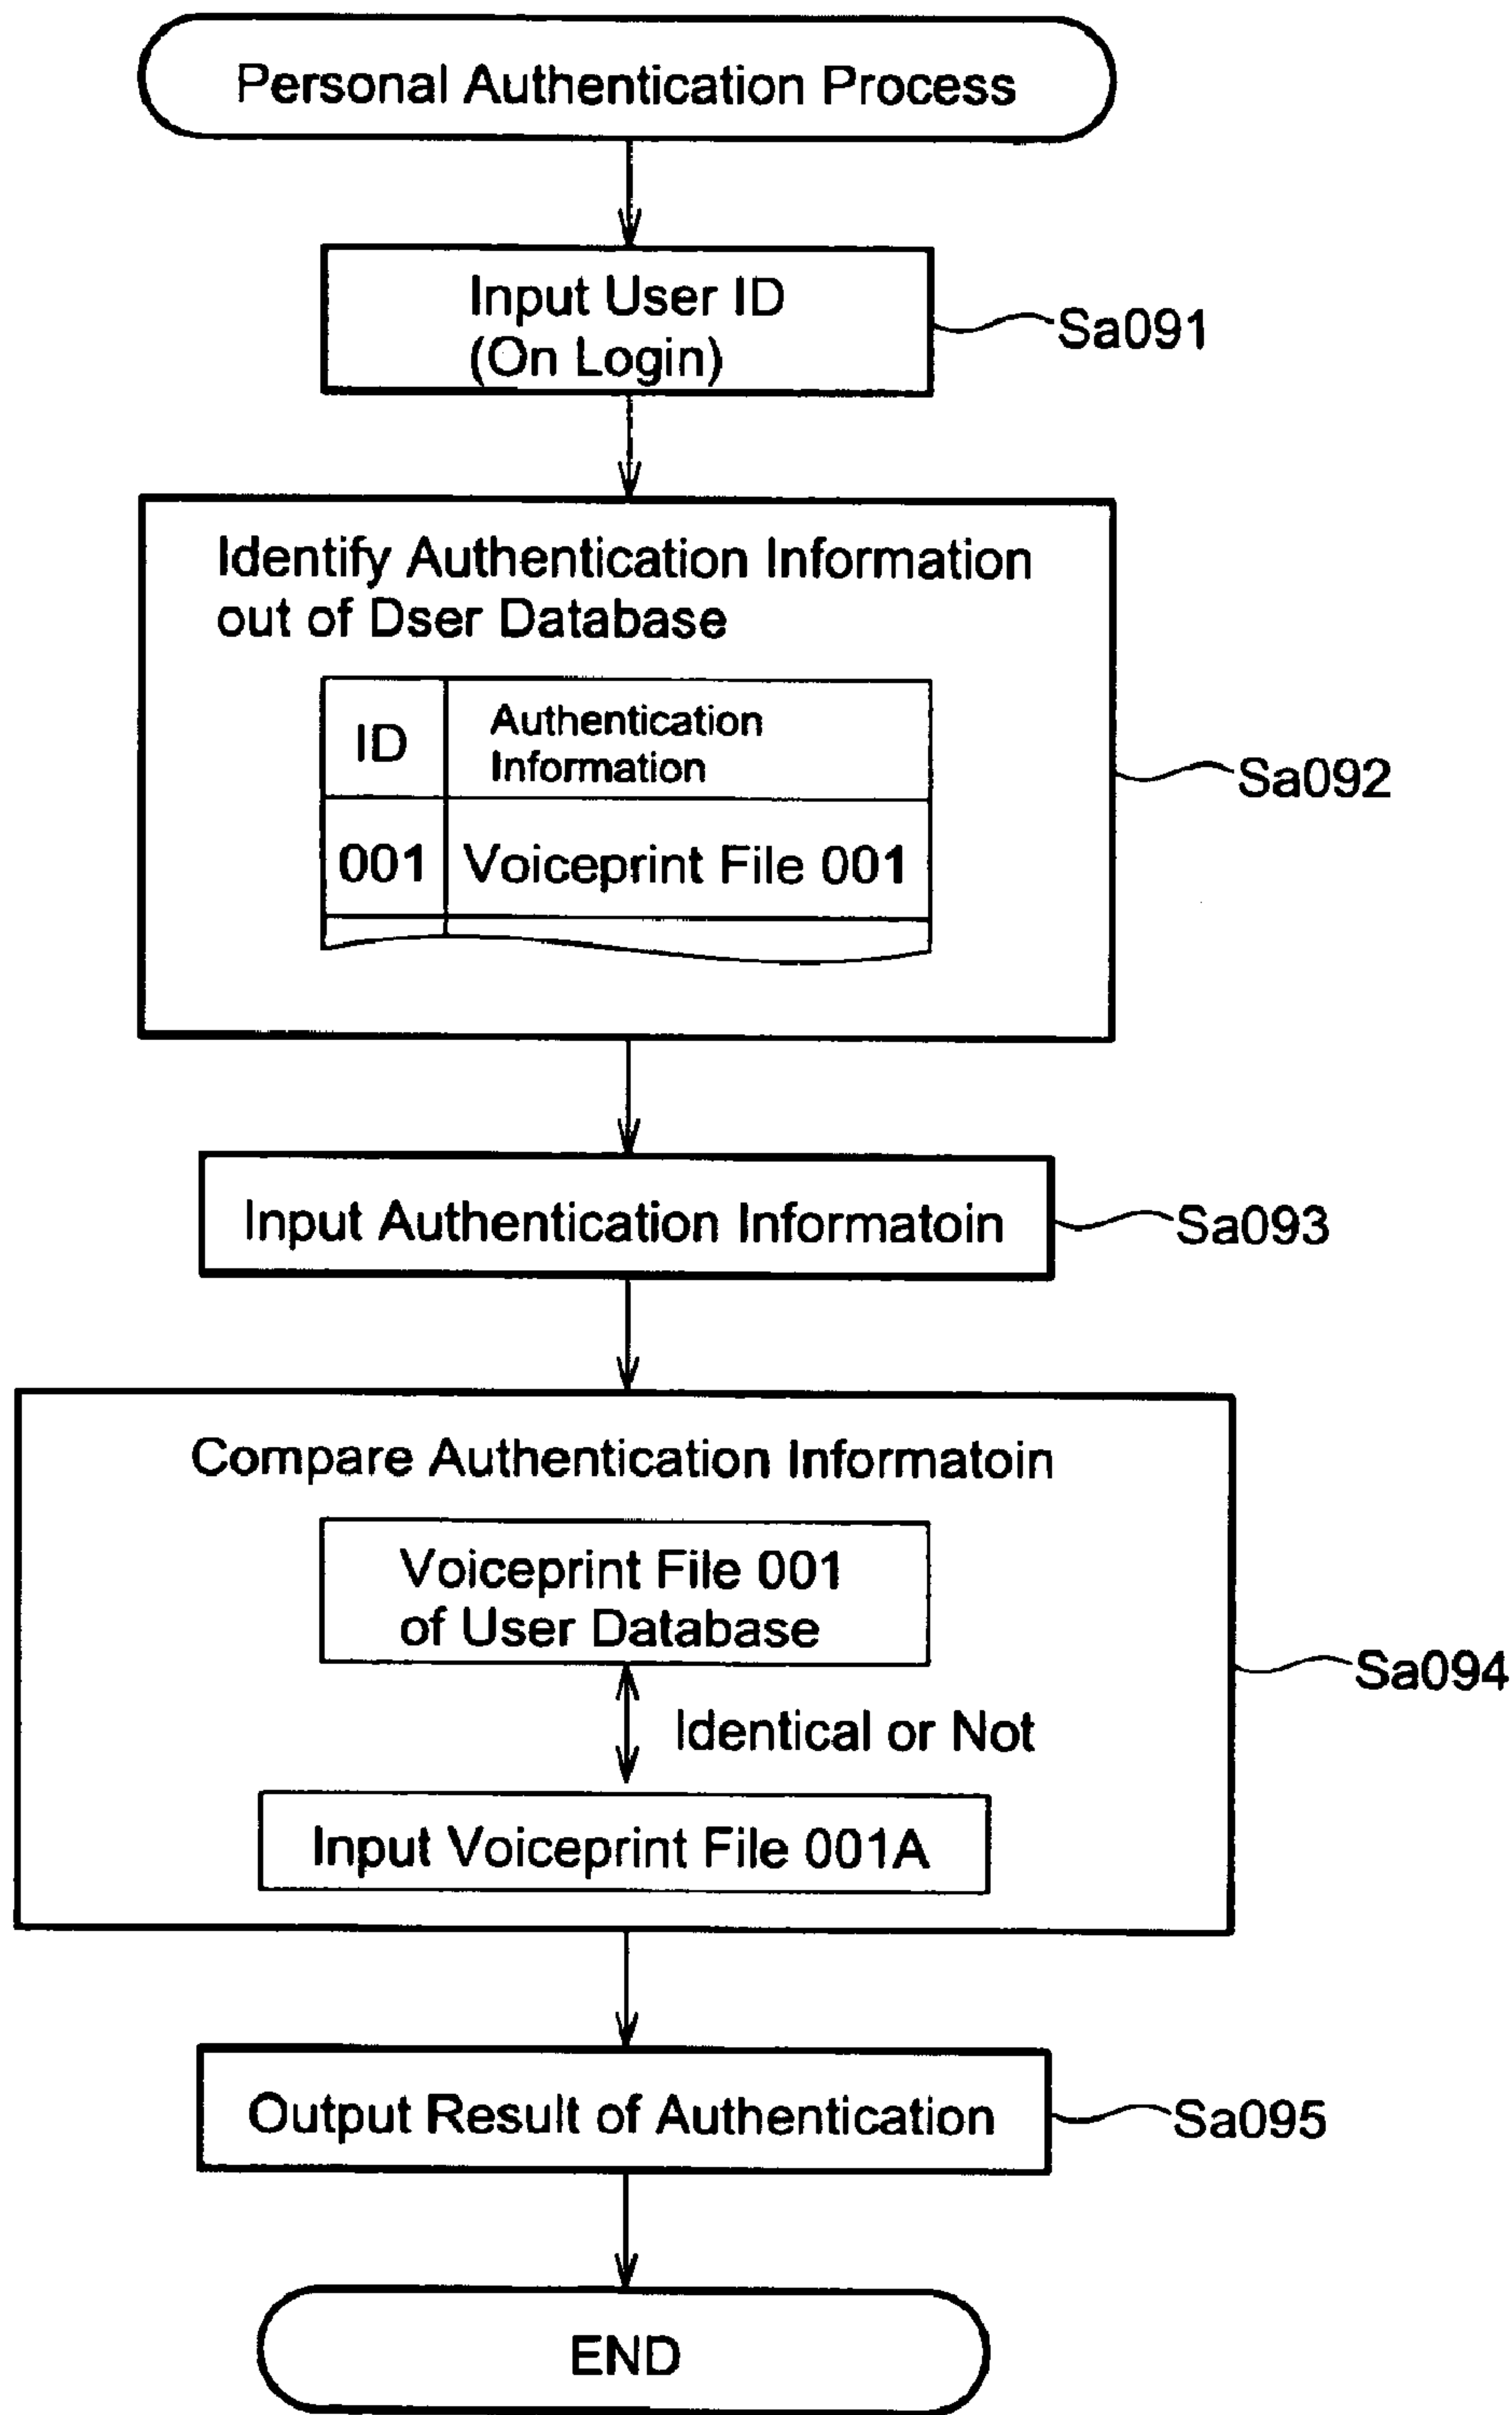 Personal Authentication Process
Input User ID
(On Login)
Sa091
Identify Authentication Information
out of Dser Database
ID
Authentication
Information
001
Voiceprint File 001
Sa092
Input Authentication Informatoin
Sa093
Compare Authentication Informatoin
Voiceprint File 001
of User Database
Identical or Not
Input Voiceprint File 001A
Sa094
Output Result of Authentication
Sa095
END